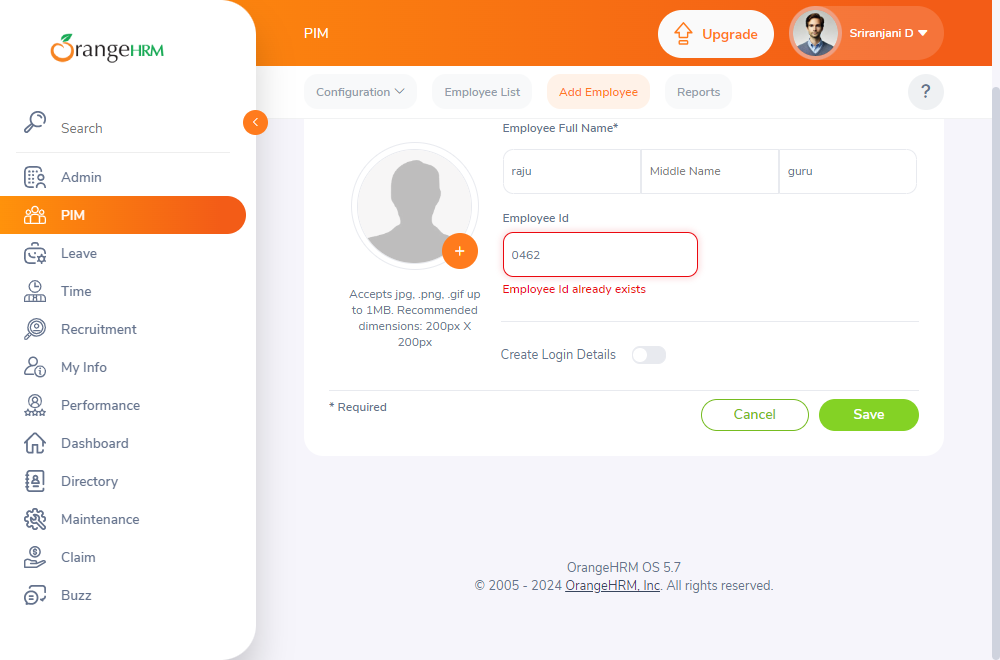 OrangeHRM
PIM
Upgrade
Sriranjani D
Configuration
Employee List
Add Employee
Reports
?
Search
Admin
PIM
Leave
Time
Recruitment
My Info
Performance
Dashboard
Directory
Maintenance
Claim
Buzz
Employee Full Name*
raju
Middle Name
guru
Employee Id
0462
Employee Id already exists
+
Accepts jpg, .png, .gif up
to 1MB. Recommended
dimensions: 200px X
200px
Create Login Details
* Required
Cancel
Save
OrangeHRM OS 5.7
© 2005 - 2024 OrangeHRM, Inc. All rights reserved.